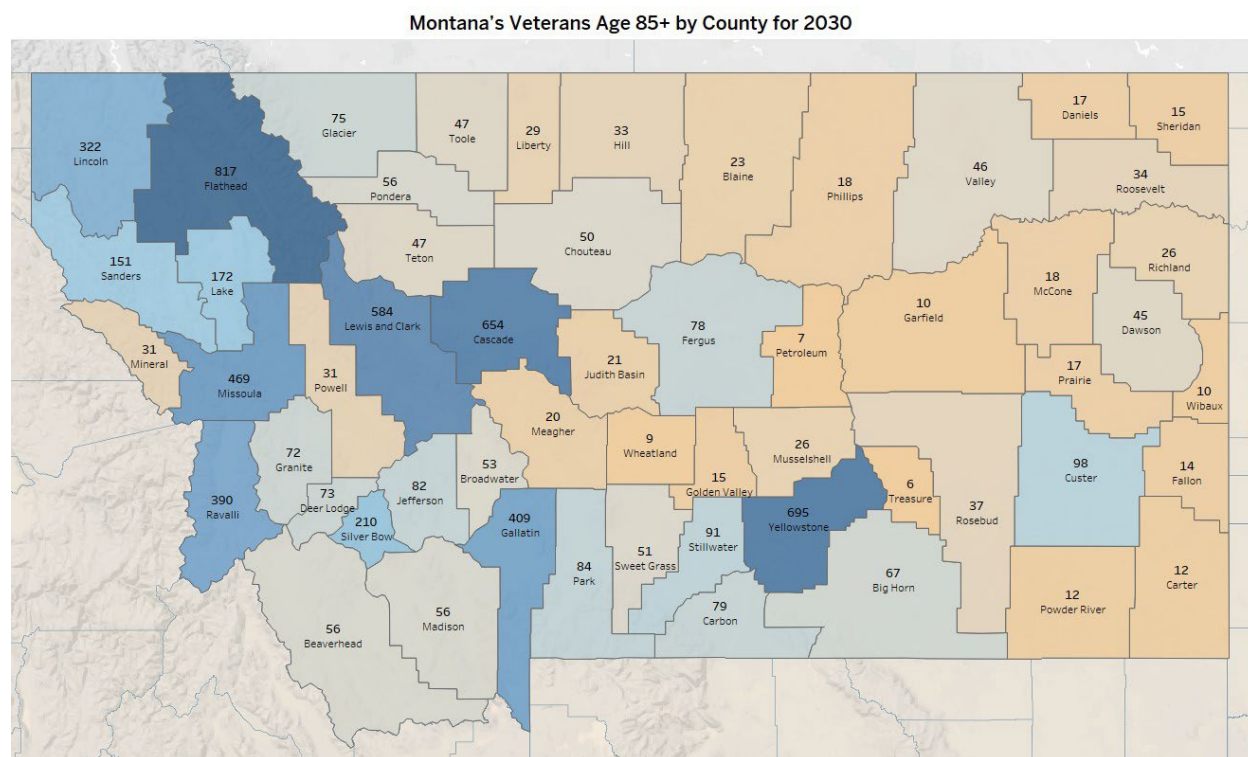 Montana's Veterans Age 85+ by County for 2030
322
Lincoln
817
Flathead
75
Glacier
47
Toole
29
Liberty
33
Hill
23
Blaine
18
Phillips
46
Valley
17
Daniels
15
Sheridan
34
Roosevelt
56
Pondera
151
Sanders
172
Lake
47
Teton
50
Chouteau
26
Richland
18
McCone
10
Garfield
45
Dawson
584
Lewis and Clark
654
Cascade
78
Fergus
7
Petroleum
31
Mineral
469
Missoula
31
Powell
21
Judith Basin
17
Prairie
10
Wibaux
20
Meagher
72
Granite
53
Broadwater
9
Wheatland
26
Musselshell
98
Custer
14
Fallon
390
Ravalli
73
Deer Lodge
82
Jefferson
15
Golden Valley
6
Treasure
37
Rosebud
210
Silver Bow
409
Gallatin
91
Stillwater
695
Yellowstone
84
Park
51
Sweet Grass
67
Big Horn
12
Carter
12
Powder River
79
Carbon
56
Beaverhead
56
Madison